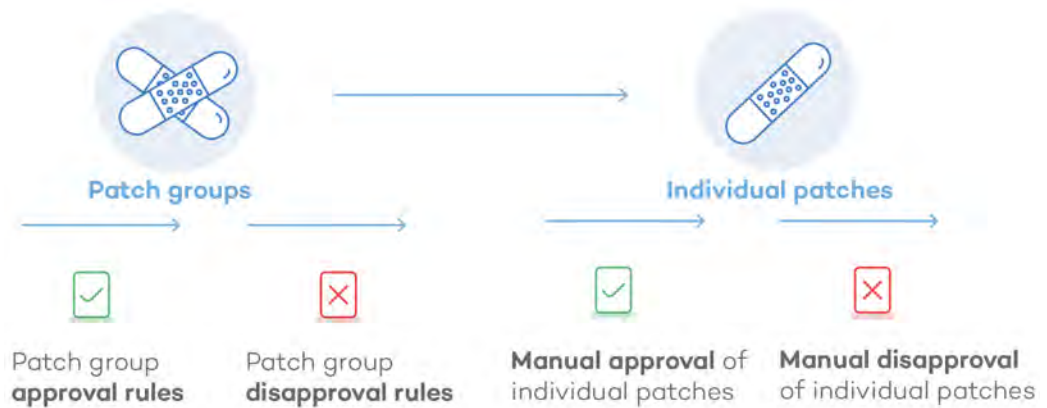 Patch groups
Individual patches
Patch group
approval rules
Patch group
disapproval rules
Manual approval of
individual patches
Manual disapproval
of individual patches